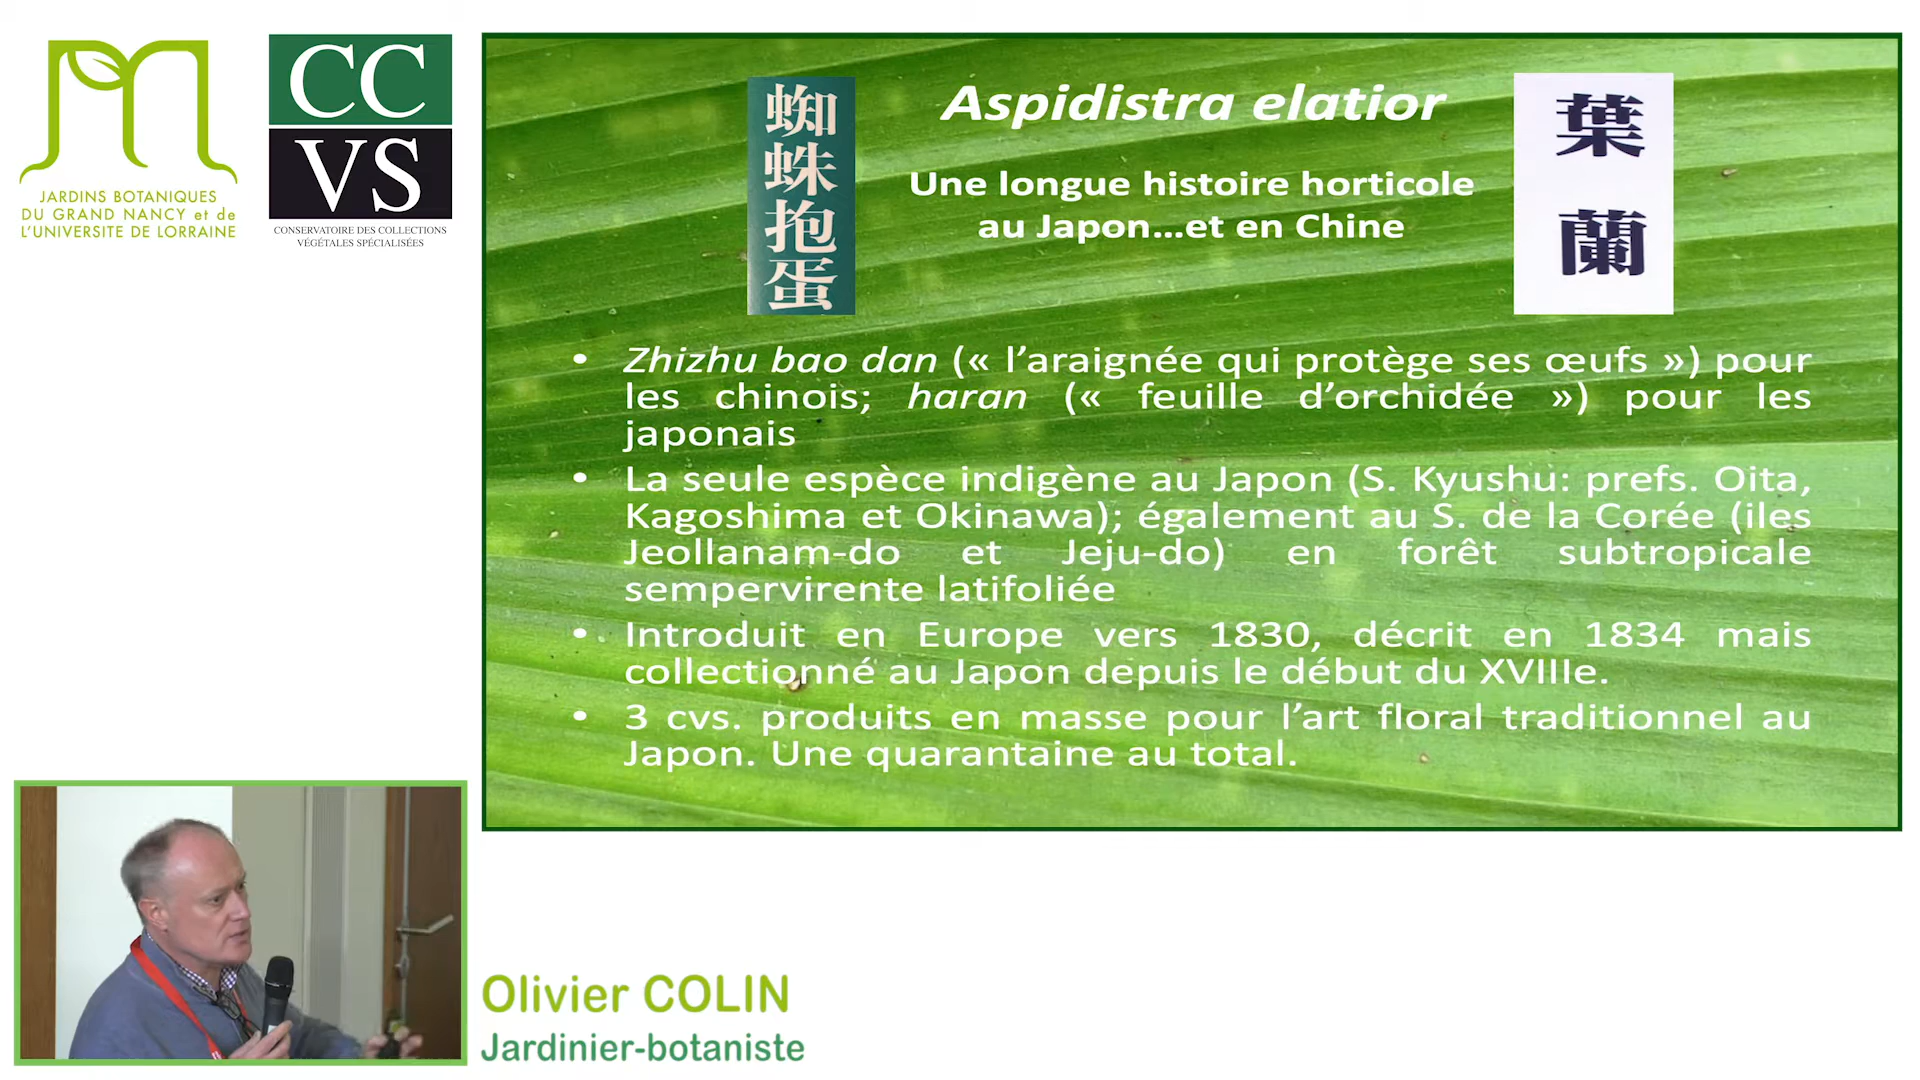 JARDINS BOTANIQUES
DU GRAND NANCY et de
L'UNIVERSITE DE LORRAINE
CC
VS
CONSERVATOIRE DES COLLECTIONS
VÉGÉTALES SPÉCIALISÉES
蜘蛛抱蛋
Aspidistra elatior
Une longue histoire horticole
au Japon...et en Chine
葉蘭
• Zhizhu bao dan (« l’araignée qui protège ses œufs ») pour
les chinois; haran (« feuille d’orchidée ») pour les
japonais
• La seule espèce indigène au Japon (S. Kyushu: prefs. Oita,
Kagoshima et Okinawa); également au S. de la Corée (iles
Jeollanam-do et Jeju-do) en forêt subtropicale
sempervirente latifoliée
• Introduit en Europe vers 1830, décrit en 1834 mais
collectionné au Japon depuis le début du XVIIIe.
• 3 cvs. produits en masse pour l’art floral traditionnel au
Japon. Une quarantaine au total.
Olivier COLIN
Jardinier-botaniste